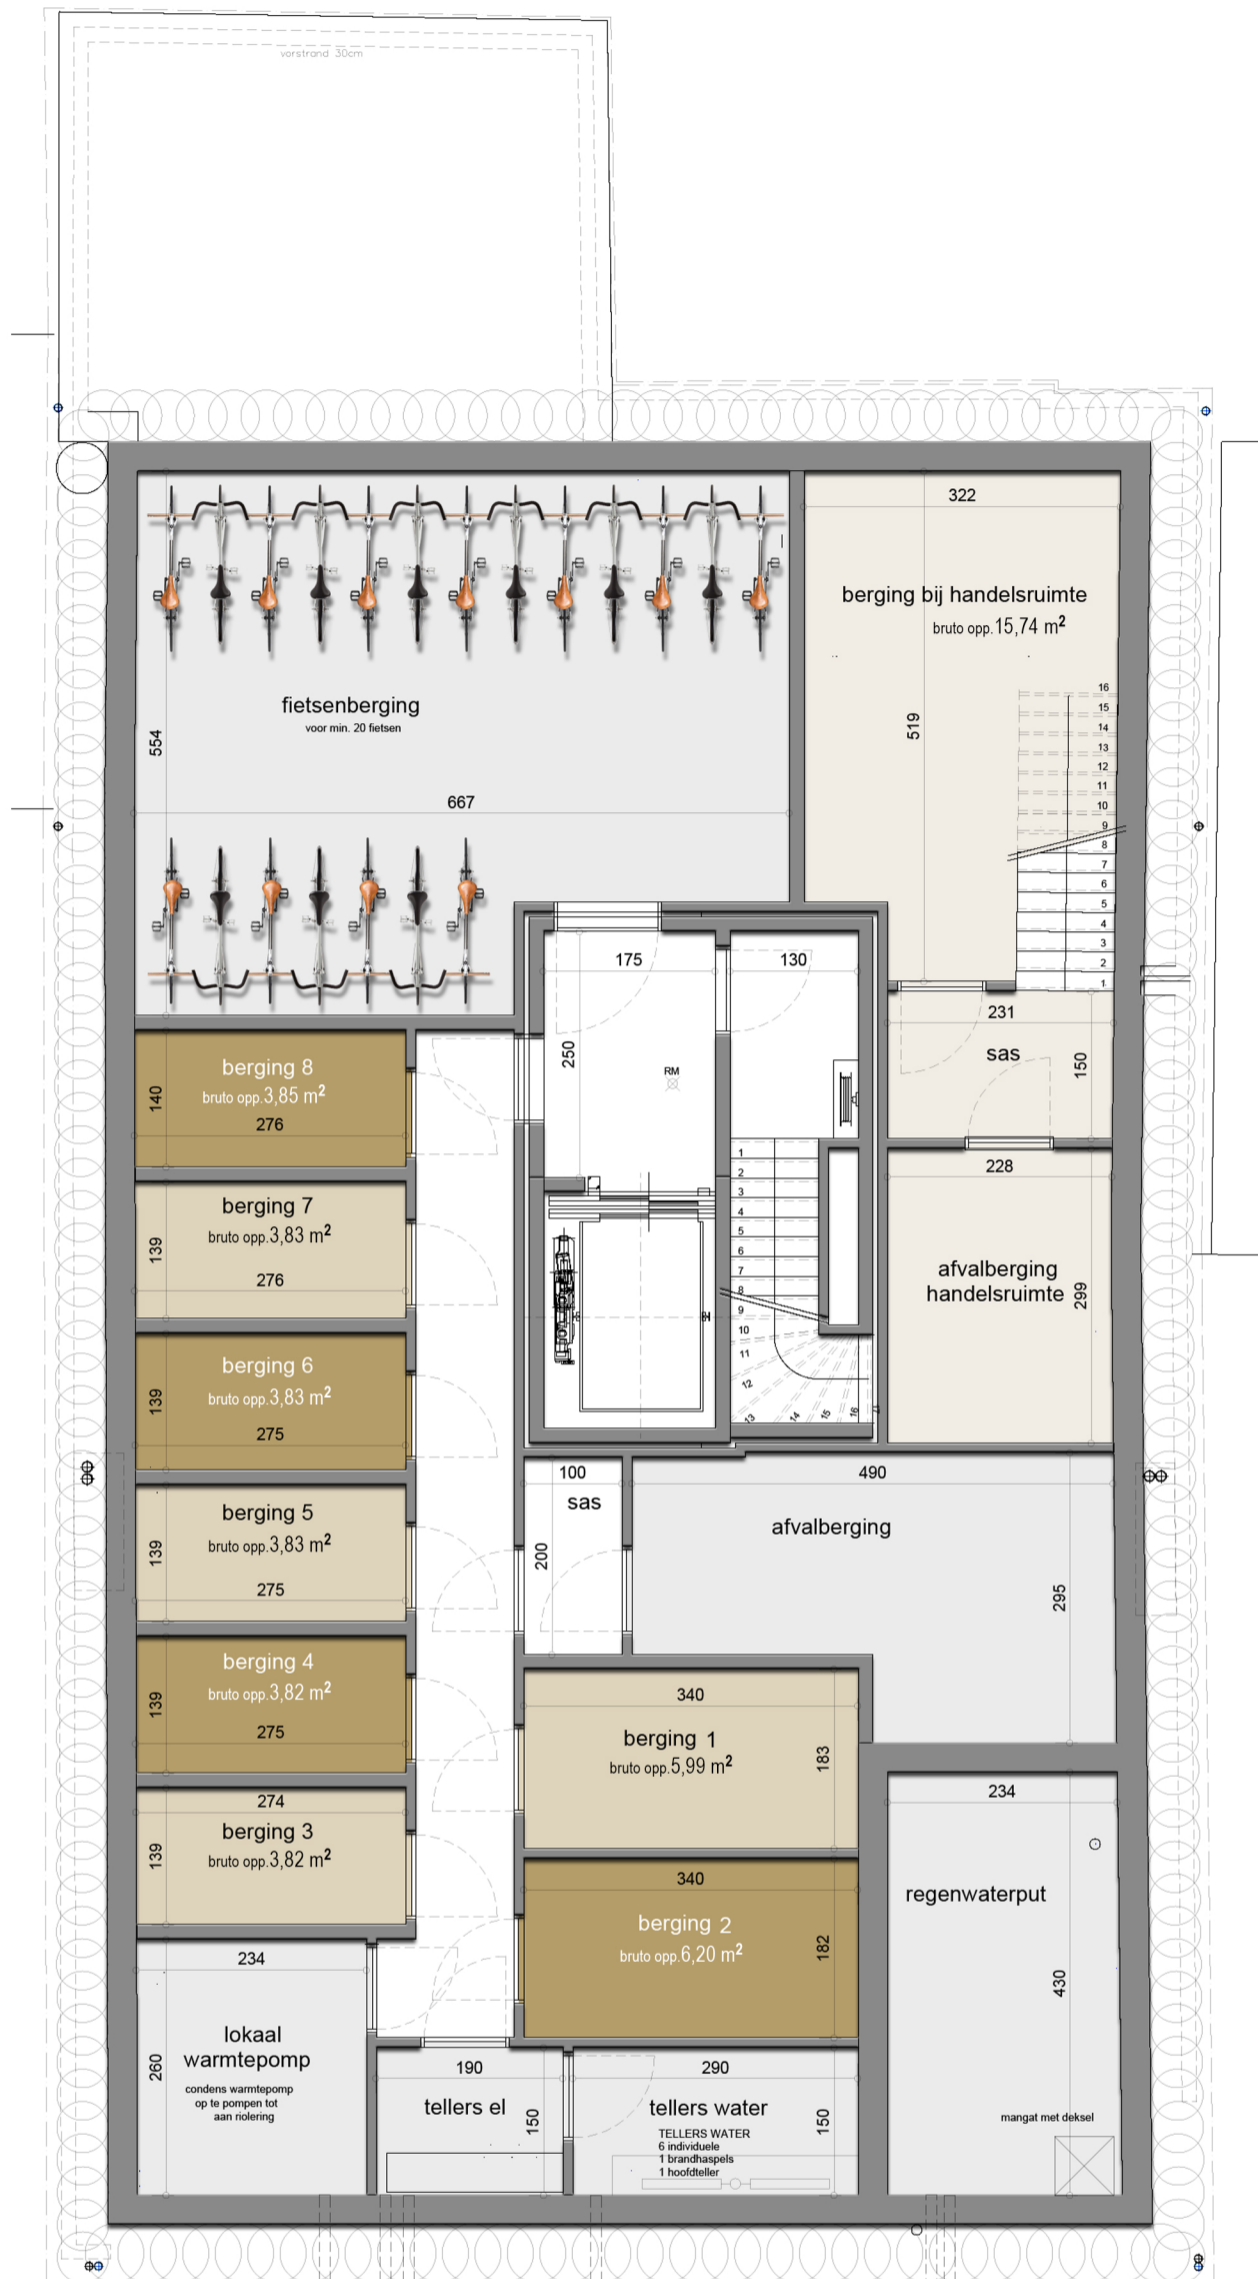 vorstrand 30cm
322
berging bij handelsruimte
bruto opp.15,74 m²
519
16
15
14
13
12
11
10
9
8
7
6
5
4
3
2
1
fietsenberging
voor min. 20 fietsen
554
667
175
130
250
RM
231
sas
150
228
afvalberging
handelsruimte
299
berging 8
bruto opp.3,85 m²
140
276
berging 7
bruto opp.3,83 m²
139
276
berging 6
bruto opp.3,83 m²
139
275
berging 5
bruto opp.3,83 m²
139
275
berging 4
bruto opp.3,82 m²
139
275
274
berging 3
bruto opp.3,82 m²
139
1
2
3
4
5
6
7
8
9
10
11
12
13
14
15
16
17
100
sas
200
490
afvalberging
295
340
berging 1
bruto opp.5,99 m²
183
340
berging 2
bruto opp.6,20 m²
182
234
regenwaterput
430
mangat met deksel
234
lokaal
warmtepomp
260
condens warmtepomp
op te pompen tot
aan riolering
190
tellers el
150
290
tellers water
150
TELLERS WATER
6 individuele
1 brandhaspels
1 hoofdteller